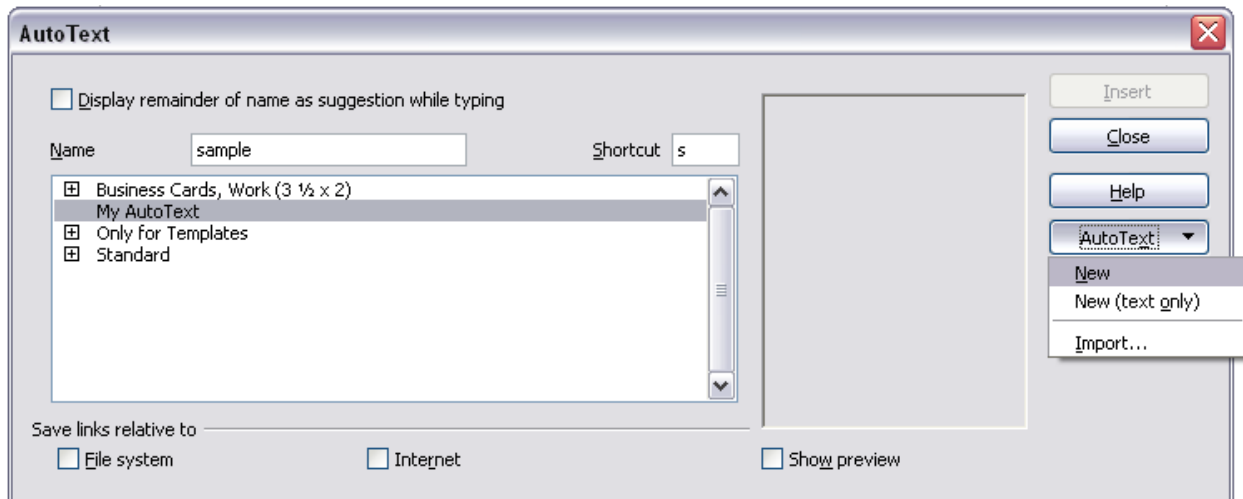 AutoText
Display remainder of name as suggestion while typing
Name sample Shortcut s
Business Cards, Work (3 ½ x 2)
My AutoText
Only for Templates
Standard
Save links relative to
File system Internet Show preview
Insert
Close
Help
AutoText
New
New (text only)
Import...